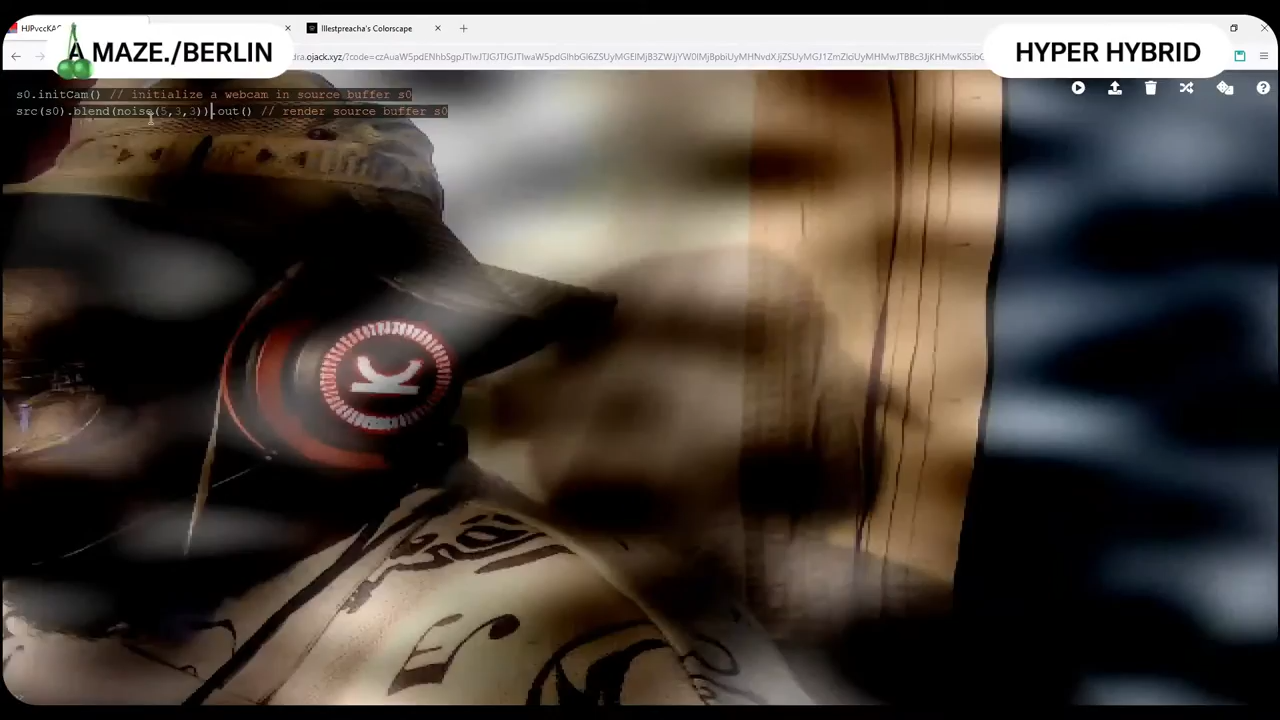 HJPvccKA
Illestpreacha's Colorscape
A MAZE./BERLIN
HYPER HYBRID
s0.initCam() // initialize a webcam in source buffer s0
src(s0).blend(noise(5,3,3)).out() // render source buffer s0
K